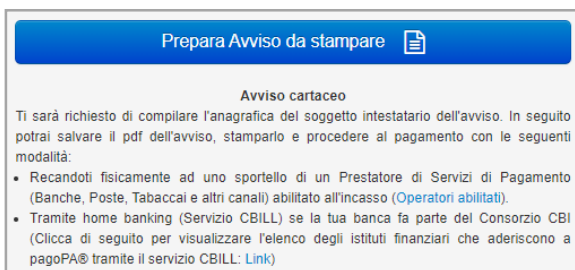 Prepara Avviso da stampare
Avviso cartaceo
Ti sarà richiesto di compilare l'anagrafica del soggetto intestatario dell'avviso. In seguito
potrai salvare il pdf dell'avviso, stamparlo e procedere al pagamento con le seguenti
modalità:
• Recandoti fisicamente ad uno sportello di un Prestatore di Servizi di Pagamento
(Banche, Poste, Tabaccai e altri canali) abilitato all'incasso (Operatori abilitati).
• Tramite home banking (Servizio CBILL) se la tua banca fa parte del Consorzio CBI
(Clicca di seguito per visualizzare l'elenco degli istituti finanziari che aderiscono a
pagoPA® tramite il servizio CBILL: Link)